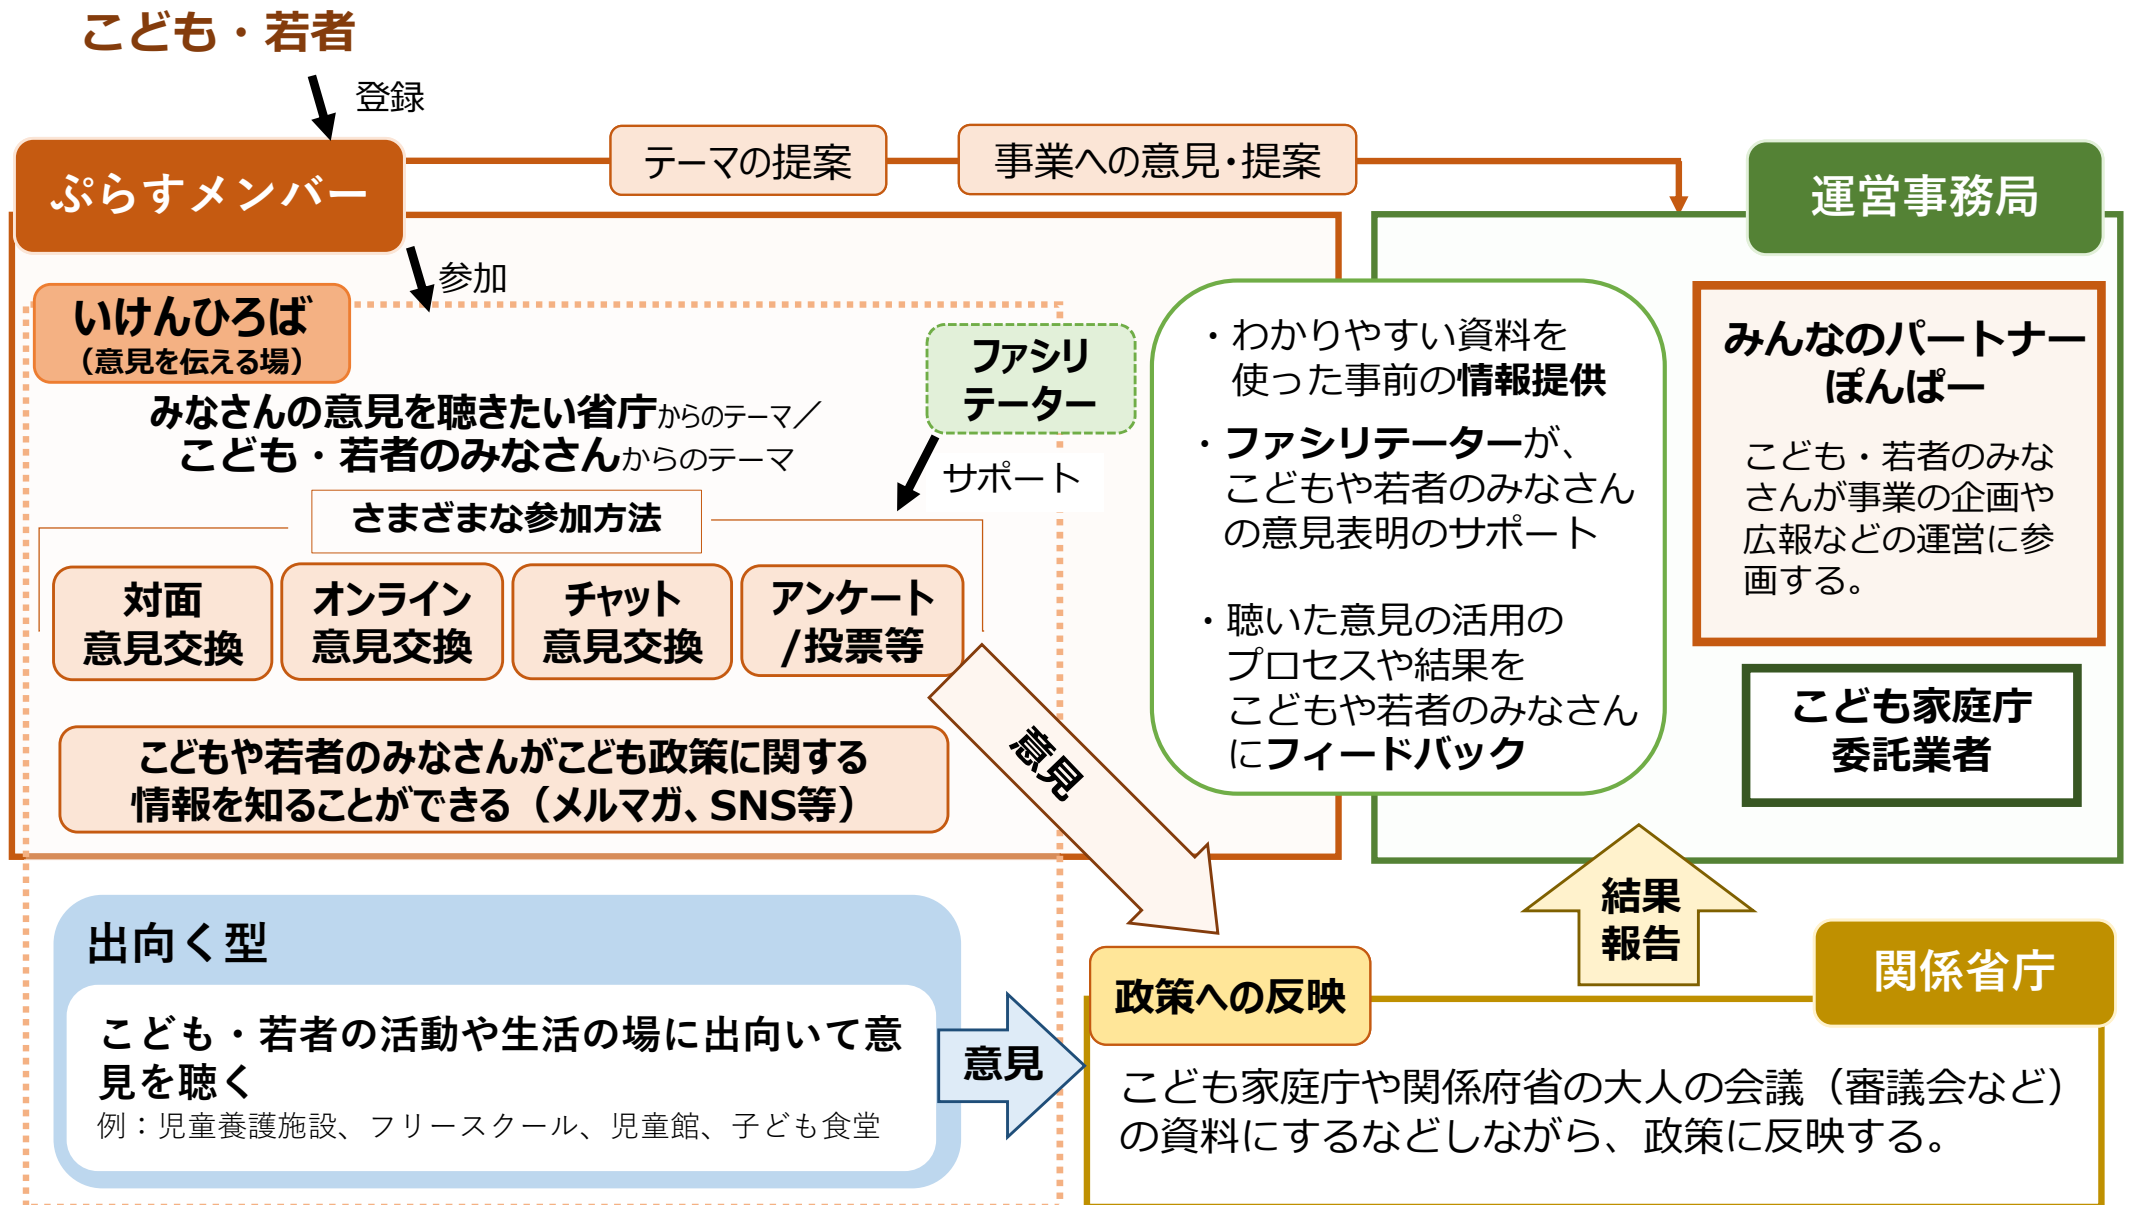 こども・若者
登録
ぷらすメンバー
テーマの提案
事業への意見・提案
運営事務局
参加
いけんひろば
（意見を伝える場）
みなさんの意見を聴きたい省庁からのテーマ／
こども・若者のみなさんからのテーマ
ファシリ
テーター
サポート
さまざまな参加方法
対面
意見交換
オンライン
意見交換
チャット
意見交換
アンケート
/投票等
こどもや若者のみなさんがこども政策に関する
情報を知ることができる（メルマガ、SNS等）
意見
・わかりやすい資料を
使った事前の情報提供
・ファシリテーターが、
こどもや若者のみなさん
の意見表明のサポート
・聴いた意見の活用の
プロセスや結果を
こどもや若者のみなさん
にフィードバック
みんなのパートナー
ぽんぱー
こども・若者のみな
さんが事業の企画や
広報などの運営に参
画する。
こども家庭庁
委託業者
結果
報告
出向く型
こども・若者の活動や生活の場に出向いて意
見を聴く
例：児童養護施設、フリースクール、児童館、子ども食堂
意見
政策への反映
関係省庁
こども家庭庁や関係府省の大人の会議（審議会など）
の資料にするなどしながら、政策に反映する。